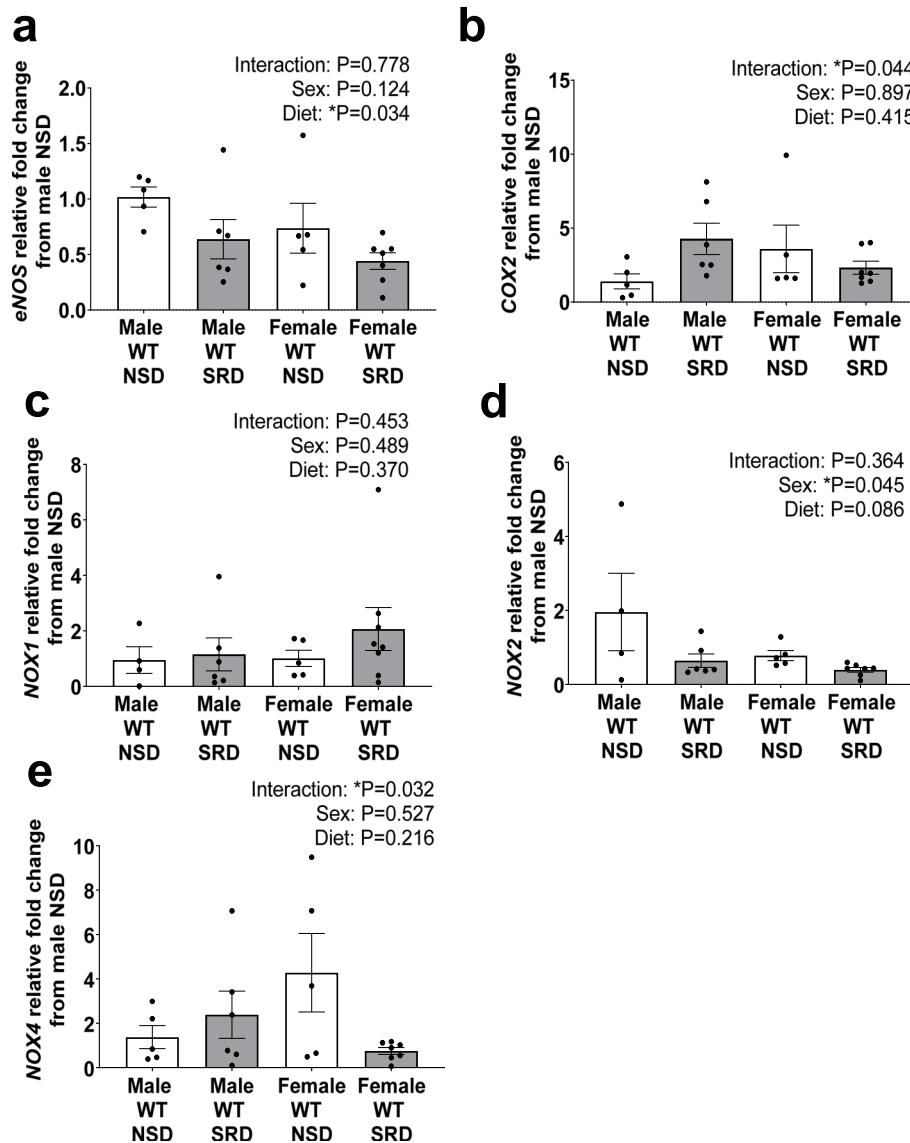 a
Interaction: P=0.778
Sex: P=0.124
Diet: *P=0.034
eNOS relative fold change
from male NSD
2.0
1.5
1.0
0.5
0.0
Male
WT
NSD
Male
WT
SRD
Female
WT
NSD
Female
WT
SRD
b
Interaction: *P=0.044
Sex: P=0.897
Diet: P=0.415
COX2 relative fold change
from male NSD
15
10
5
0
Male
WT
NSD
Male
WT
SRD
Female
WT
NSD
Female
WT
SRD
c
Interaction: P=0.453
Sex: P=0.489
Diet: P=0.370
NOX1 relative fold change
from male NSD
8
6
4
2
0
Male
WT
NSD
Male
WT
SRD
Female
WT
NSD
Female
WT
SRD
d
Interaction: P=0.364
Sex: *P=0.045
Diet: P=0.086
NOX2 relative fold change
from male NSD
6
4
2
0
Male
WT
NSD
Male
WT
SRD
Female
WT
NSD
Female
WT
SRD
e
Interaction: *P=0.032
Sex: P=0.527
Diet: P=0.216
NOX4 relative fold change
from male NSD
10
8
6
4
2
0
Male
WT
NSD
Male
WT
SRD
Female
WT
NSD
Female
WT
SRD